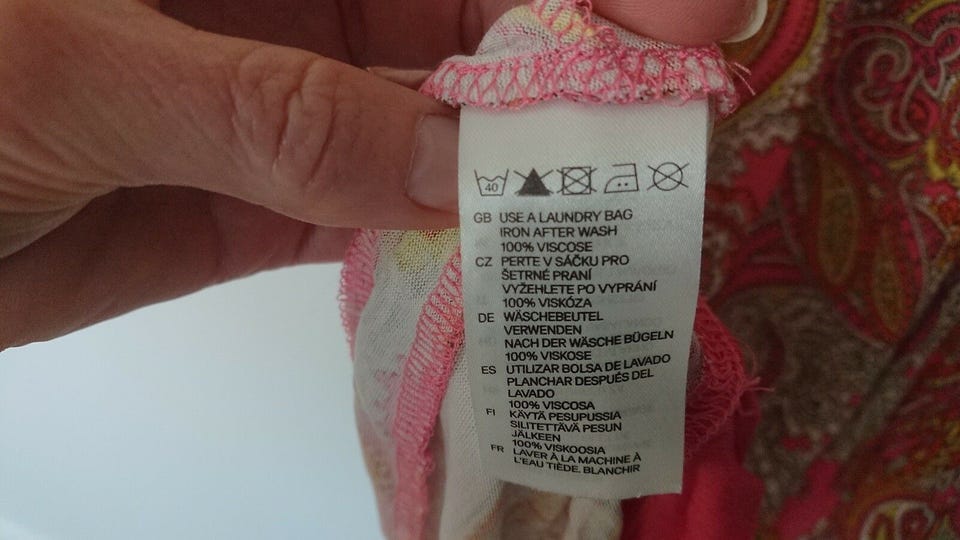 40
GB USE A LAUNDRY BAG
IRON AFTER WASH
100% VISCOSE
CZ PERTE V SÁČKU PRO
ŠETRNÉ PRANÍ
VYŽEHLETE PO VYPRÁNÍ
100% VISKÓZA
DE WÄSCHEBEUTEL
VERWENDEN
NACH DER WÄSCHE BÜGELN
100% VISKOSE
ES UTILIZAR BOLSA DE LAVADO
PLANCHAR DESPUÉS DEL
LAVADO
100% VISCOSA
FI KÄYTÄ PESUPUSSIA
SILITETTÄVÄ PESUN
JÄLKEEN
100% VISKOOSIA
FR LAVER À LA MACHINE À
L'EAU TIÈDE. BLANCHIR